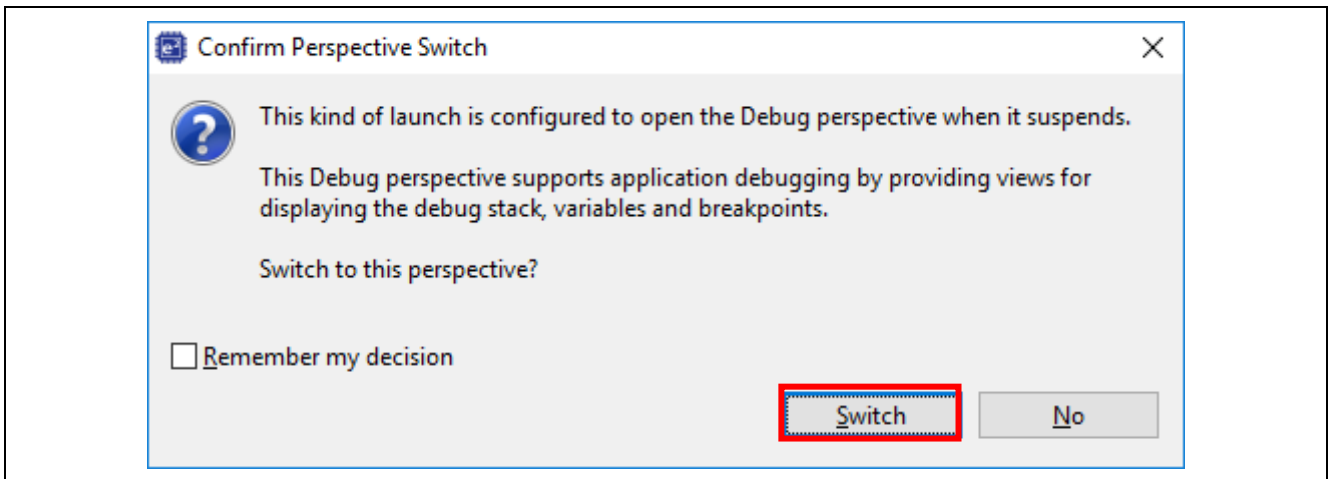 Confirm Perspective Switch
This kind of launch is configured to open the Debug perspective when it suspends.
This Debug perspective supports application debugging by providing views for
displaying the debug stack, variables and breakpoints.
Switch to this perspective?
Remember my decision
Switch
No